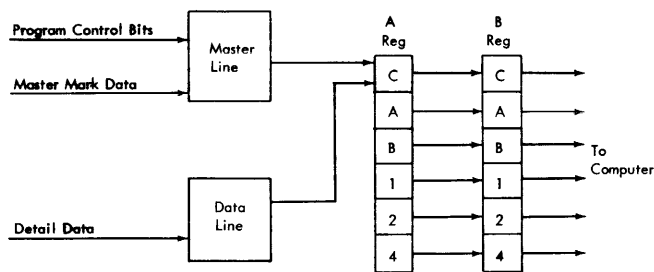 Program Control Bits
Master Mark Data
Master
Line
Detail Data
Data
Line
A
Reg
C
A
B
1
2
4
B
Reg
C
A
B
1
2
4
To
Computer